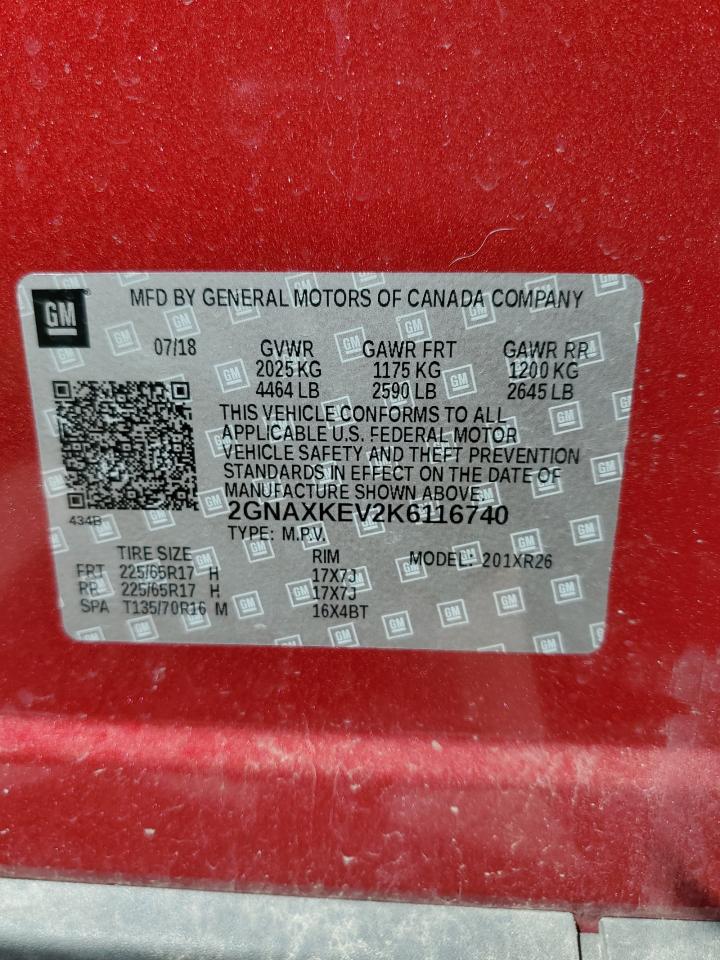 GM MFD BY GENERAL MOTORS OF CANADA COMPANY
07/18 GVWR GAWR FRT GAWR RR
2025 KG 1175 KG 1200 KG
4464 LB 2590 LB 2645 LB
THIS VEHICLE CONFORMS TO ALL
APPLICABLE U.S. FEDERAL MOTOR
VEHICLE SAFETY AND THEFT PREVENTION
STANDARDS IN EFFECT ON THE DATE OF
MANUFACTURE SHOWN ABOVE.
434B 2GNAXKEV2K6116740
TYPE: M.P.V.
TIRE SIZE RIM MODEL: 201XR26
FRT 225/65R17 H 17X7J
RR 225/65R17 H 17X7J
SPA T135/70R16 M 16X4BT